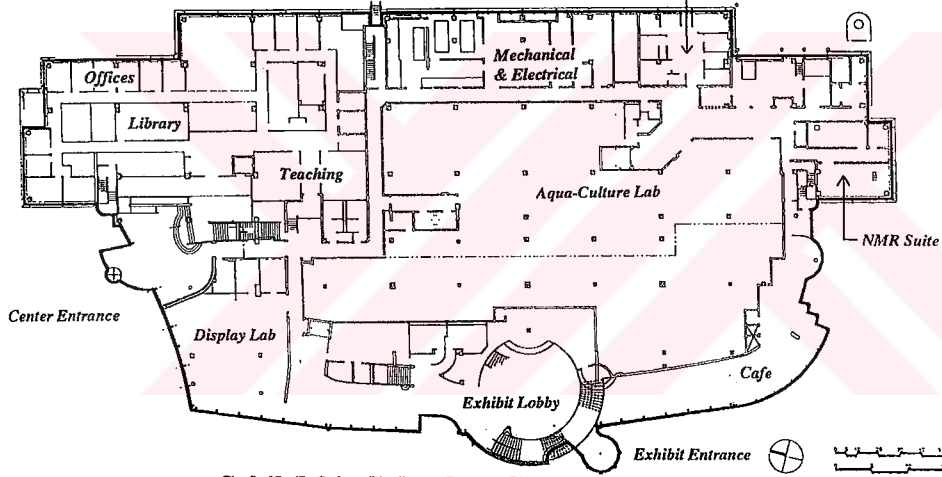 Mechanical
& Electrical
Offices
Library
Teaching
Aqua-Culture Lab
NMR Suite
Center Entrance
Display Lab
Cafe
Exhibit Lobby
Exhibit Entrance